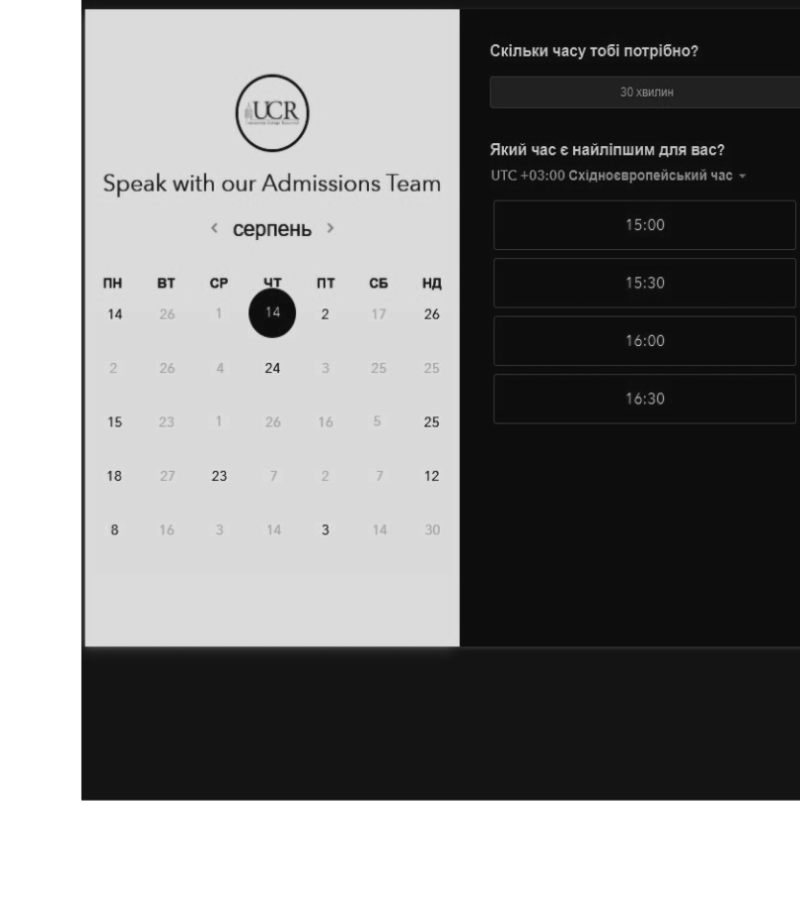 UCR
Speak with our Admissions Team
‹ серпень ›
ПН ВТ СР ЧТ ПТ СБ НД
14 26 1 14 2 17 26
2 26 4 24 3 25 25
15 23 1 26 16 5 25
18 27 23 7 2 7 12
8 16 3 14 3 14 30
Скільки часу тобі потрібно?
30 хвилин
Який час є найліпшим для вас?
UTC +03:00 Східноєвропейський час
15:00
15:30
16:00
16:30